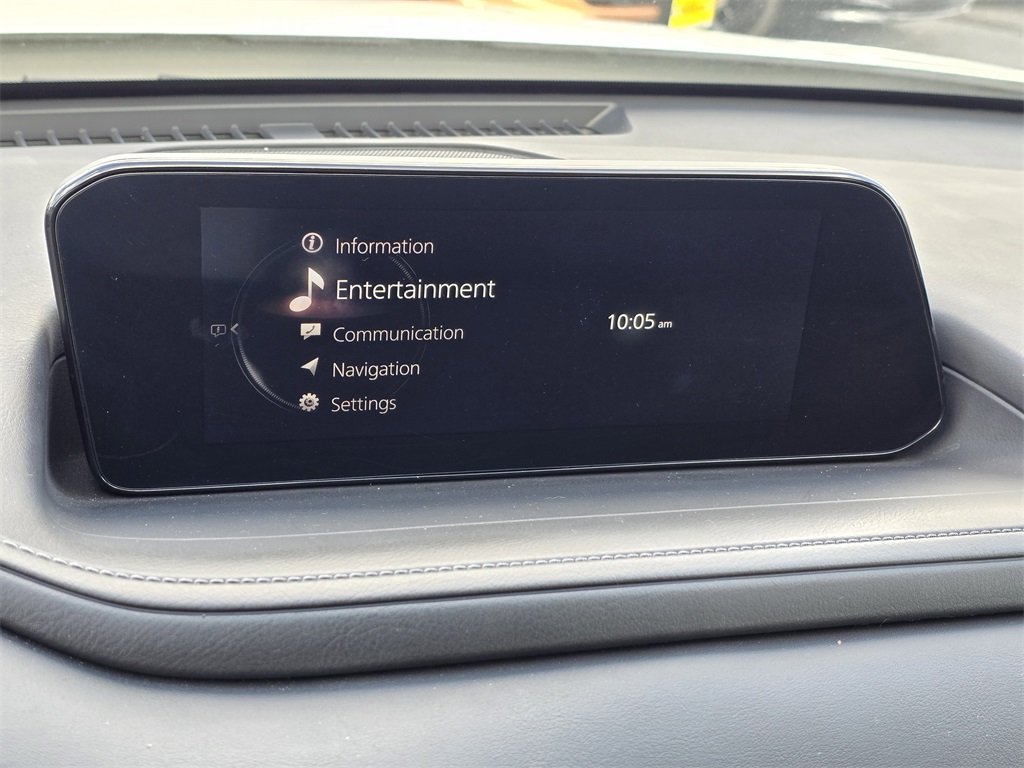 Information
Entertainment
Communication
Navigation
Settings
10:05 am